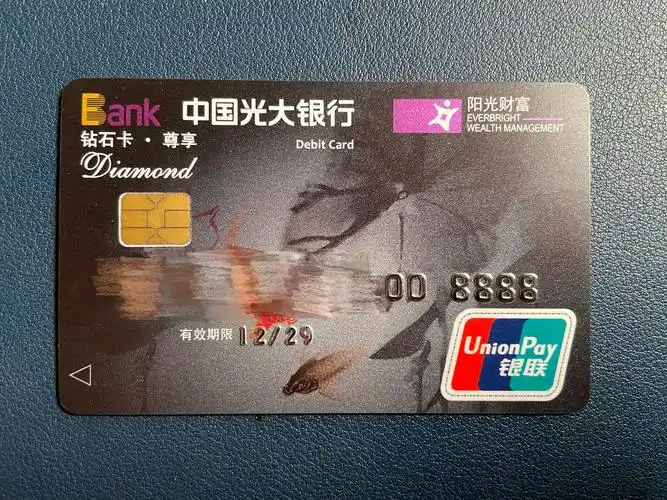 Bank 中国光大银行
阳光财富
EVERBRIGHT
WEALTH MANAGEMENT
钻石卡 · 尊享
Debit Card
Diamond
00 8888
有效期限 12/29
UnionPay
银联